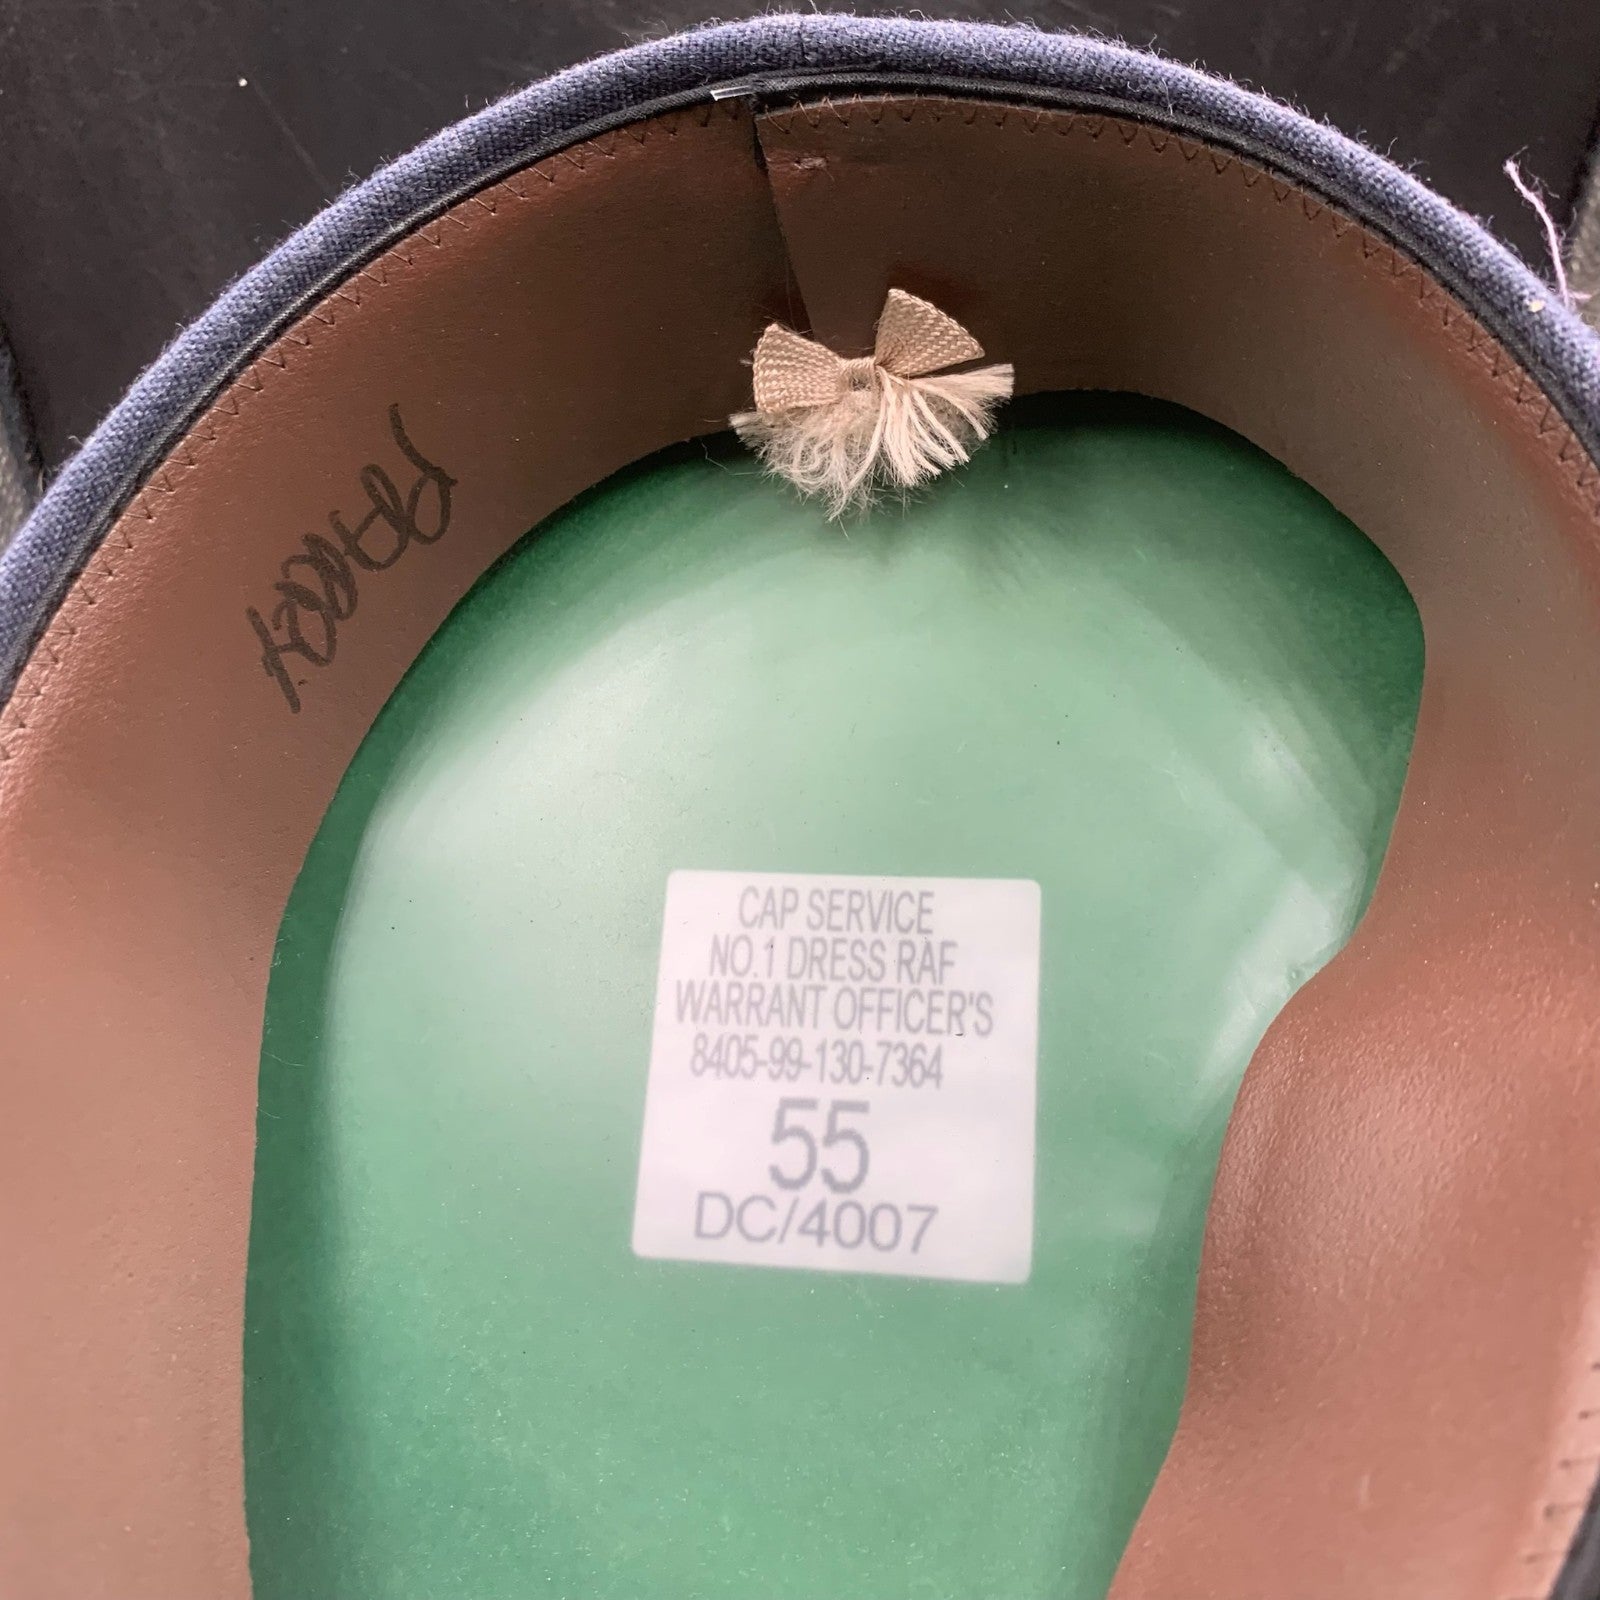 CAP SERVICE
NO.1 DRESS RAF
WARRANT OFFICER'S
8405-99-130-7364
55
DC/4007